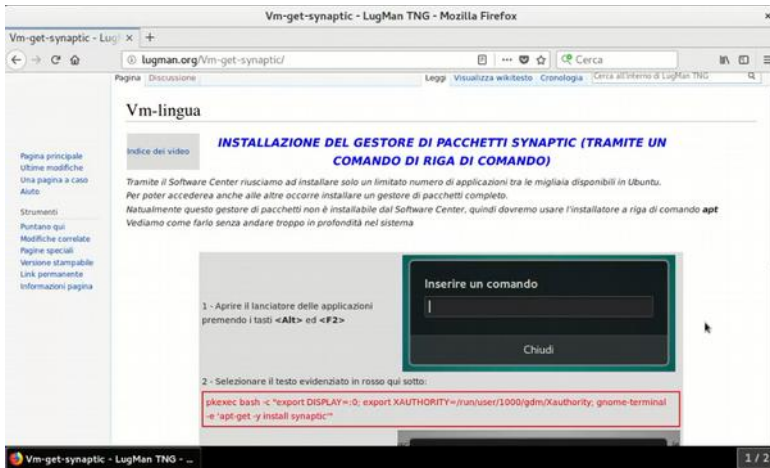 Vm-get-synaptic - LugMan TNG - Mozilla Firefox
Vm-get-synaptic - Lug
lugman.org/Vm-get-synaptic/
Cerca
Pagina Discussione
Leggi Visualizza wikitesto Cronologia Cerca all'interno di LugMan TNG
Vm-lingua
Indice dei video
INSTALLAZIONE DEL GESTORE DI PACCHETTI SYNAPTIC (TRAMITE UN
COMANDO DI RIGA DI COMANDO)
Pagina principale
Ultime modifiche
Una pagina a caso
Aiuto
Strumenti
Puntano qui
Modifiche correlate
Pagine speciali
Versione stampabile
Link permanente
Informazioni pagina
Tramite il Software Center riusciamo ad installare solo un limitato numero di applicazioni tra le migliaia disponibili in Ubuntu.
Per poter accederea anche alle altre occorre installare un gestore di pacchetti completo.
Natualmente questo gestore di pacchetti non è installabile dal Software Center, quindi dovremo usare l'installatore a riga di comando apt
Vediamo come farlo senza andare troppo in profondità nel sistema
1 - Aprire il lanciatore delle applicazioni
premendo i tasti <Alt> ed <F2>
Inserire un comando
Chiudi
2 - Selezionare il testo evidenziato in rosso qui sotto:
pkexec bash -c "export DISPLAY=:0; export XAUTHORITY=/run/user/1000/gdm/Xauthority; gnome-terminal
-e 'apt-get -y install synaptic'"
Vm-get-synaptic - LugMan TNG - ...
1 / 2